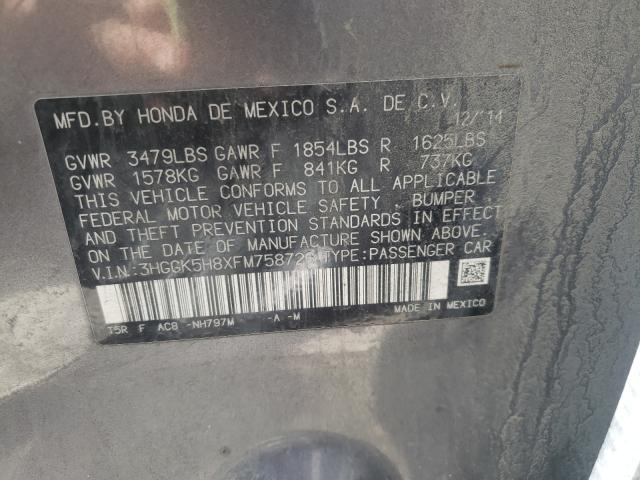 MFD.BY HONDA DE MEXICO S.A. DE C.V.
12/'14
GVWR 3479LBS GAWR F 1854LBS R 1625LBS
GVWR 1578KG GAWR F 841KG R 737KG
THIS VEHICLE CONFORMS TO ALL APPLICABLE
FEDERAL MOTOR VEHICLE SAFETY BUMPER
AND THEFT PREVENTION STANDARDS IN EFFECT
ON THE DATE OF MANUFACTURE SHOWN ABOVE.
V.I.N.:3HGGK5H8XFM758726 TYPE:PASSENGER CAR
T5R F AC8 -NH797M -A -M MADE IN MEXICO